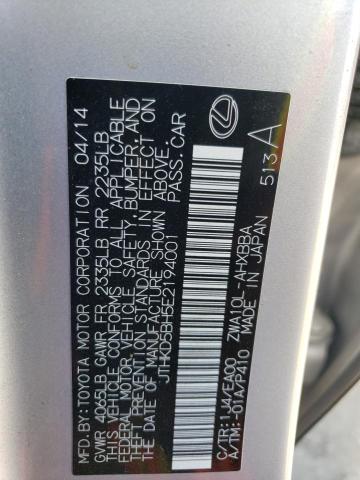 MFD.BY:TOYOTA MOTOR CORPORATION 04/14
GVWR 4065LB GAWR FR 2335LB RR 2235LB
THIS VEHICLE CONFORMS TO ALL APPLICABLE
FEDERAL MOTOR VEHICLE SAFETY, BUMPER, AND
THEFT PREVENTION STANDARDS IN EFFECT ON
THE DATE OF MANUFACTURE SHOWN ABOVE.
JTHKD5BH5E2194001 PASS.CAR
C/TR:1J4/EA00 ZWA10L-AHXBBA
A/TM:-01A/P410 MADE IN JAPAN
513 A